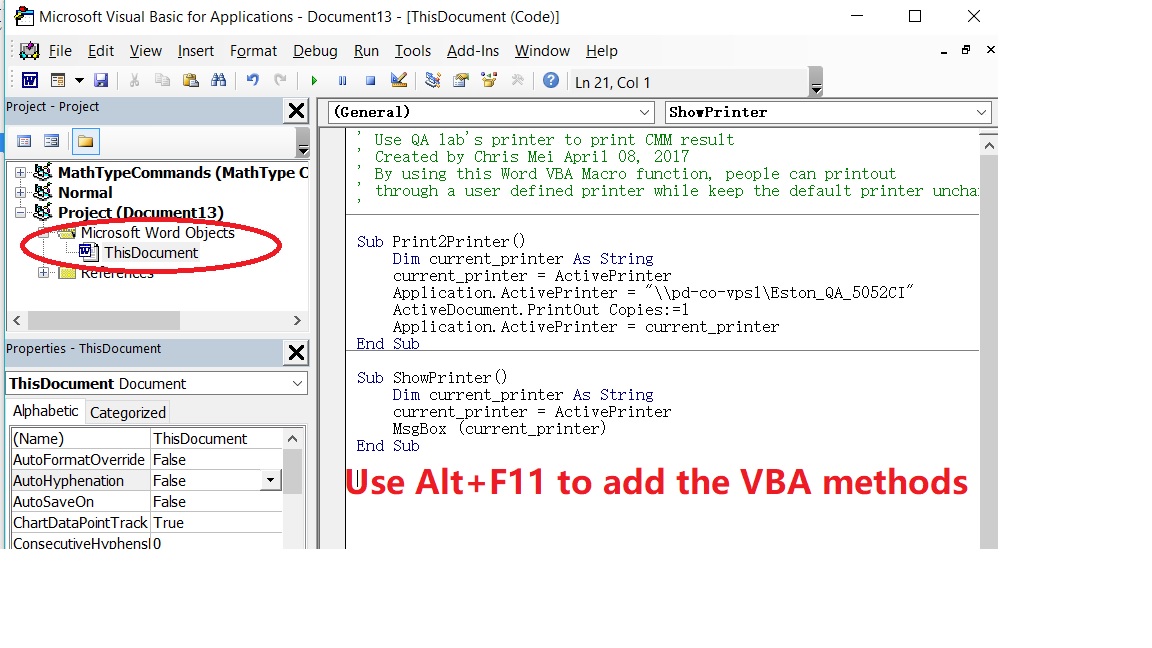 Microsoft Visual Basic for Applications - Document13 - [ThisDocument (Code)]
File Edit View Insert Format Debug Run Tools Add-Ins Window Help
Ln 21, Col 1
Project - Project
MathTypeCommands (MathType C
Normal
Project (Document13)
Microsoft Word Objects
ThisDocument
References
Properties - ThisDocument
ThisDocument Document
Alphabetic Categorized
(Name) ThisDocument
AutoFormatOverride False
AutoHyphenation False
AutoSaveOn False
ChartDataPointTrack True
ConsecutiveHyphensl 0
(General) ShowPrinter
' Use QA lab's printer to print CMM result
' Created by Chris Mei April 08, 2017
' By using this Word VBA Macro function, people can printout
' through a user defined printer while keep the default printer uncha
'
Sub Print2Printer()
Dim current_printer As String
current_printer = ActivePrinter
Application.ActivePrinter = "\\pd-co-vps1\Eston_QA_5052CI"
ActiveDocument.PrintOut Copies:=1
Application.ActivePrinter = current_printer
End Sub
Sub ShowPrinter()
Dim current_printer As String
current_printer = ActivePrinter
MsgBox (current_printer)
End Sub
Use Alt+F11 to add the VBA methods